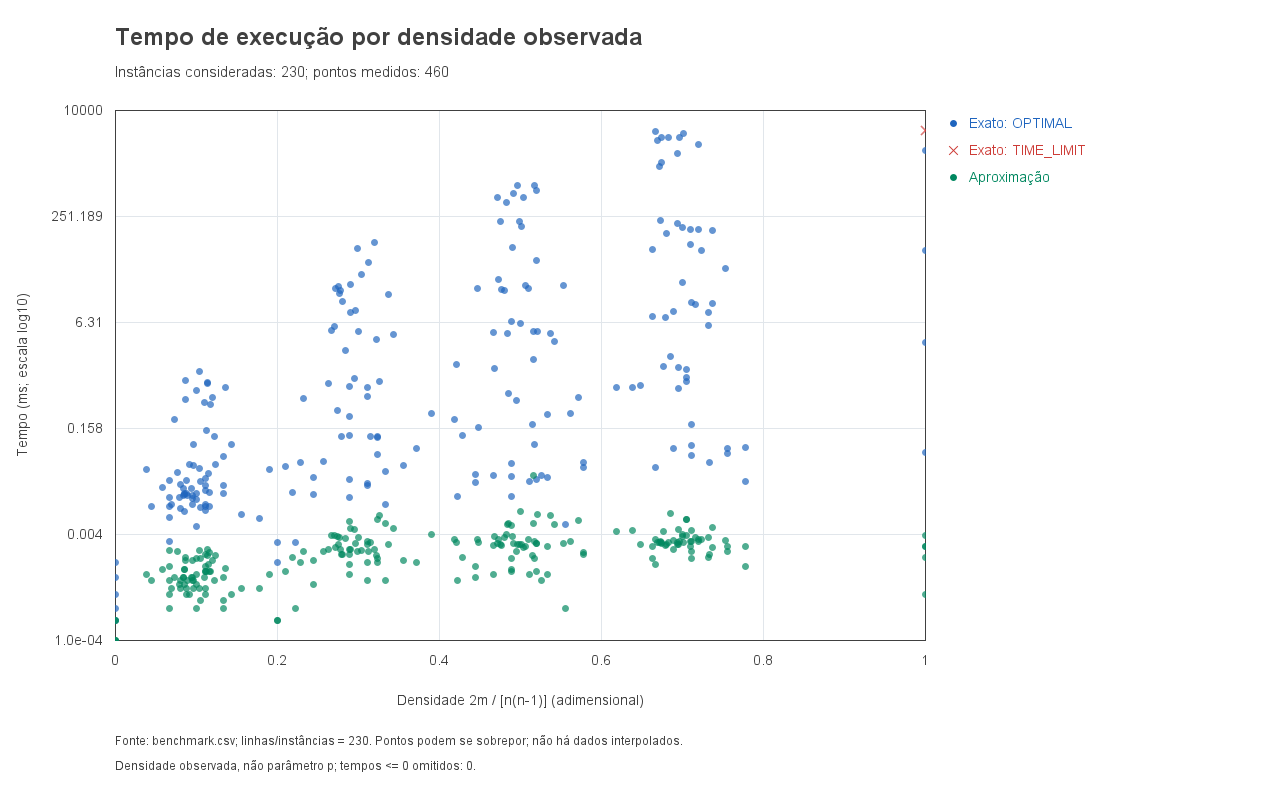 Tempo de execução por densidade observada
Instâncias consideradas: 230; pontos medidos: 460
10000
251.189
6.31
0.158
0.004
1.0e-04
Tempo (ms; escala log10)
0 0.2 0.4 0.6 0.8 1
Densidade 2m / [n(n-1)] (adimensional)
Exato: OPTIMAL
Exato: TIME_LIMIT
Aproximação
Fonte: benchmark.csv; linhas/instâncias = 230. Pontos podem se sobrepor; não há dados interpolados.
Densidade observada, não parâmetro p; tempos <= 0 omitidos: 0.